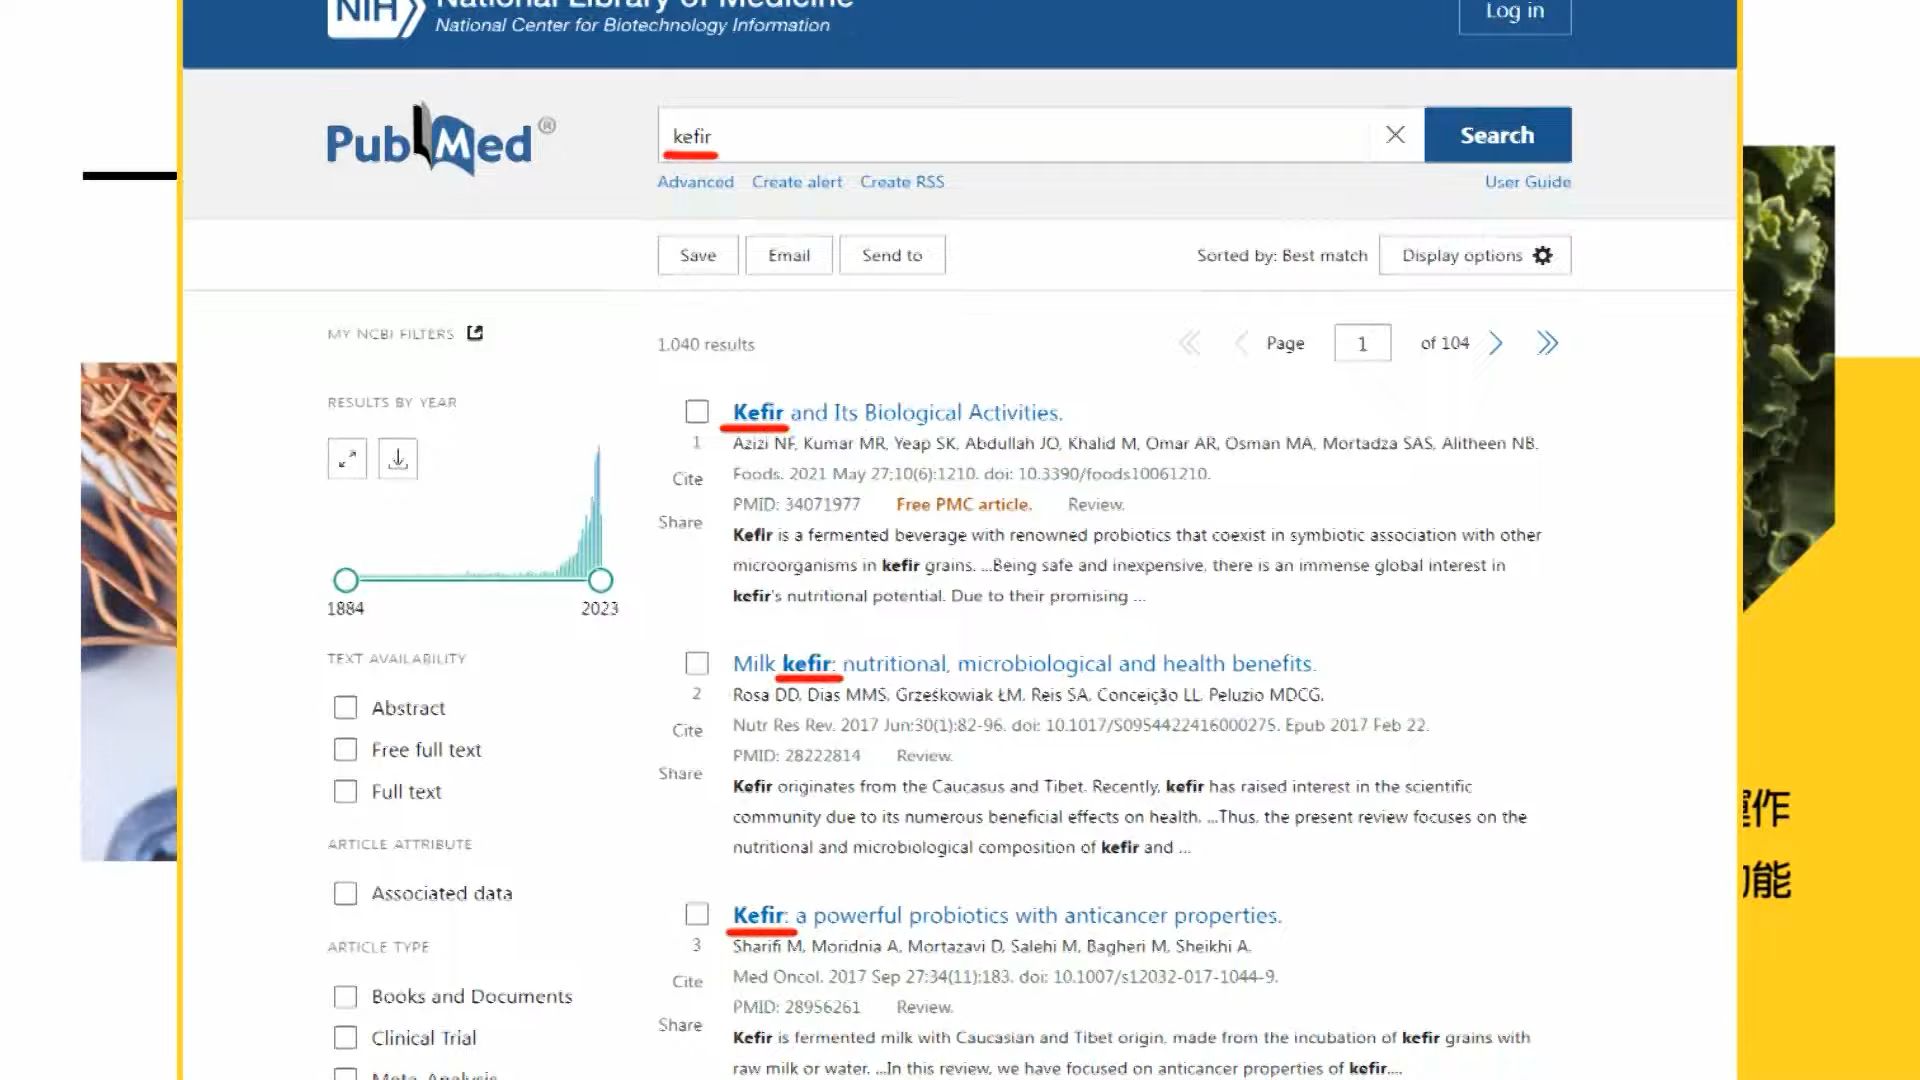 NIH National Library of Medicine
National Center for Biotechnology Information
Log in
PubMed®
kefir
Search
Advanced Create alert Create RSS
User Guide
Save Email Send to
Sorted by: Best match
Display options
MY NCBI FILTERS
1,040 results
Page 1 of 104
RESULTS BY YEAR
1884 2023
TEXT AVAILABILITY
Abstract
Free full text
Full text
ARTICLE ATTRIBUTE
Associated data
ARTICLE TYPE
Books and Documents
Clinical Trial
Meta-Analysis
Kefir and Its Biological Activities.
1
Cite
Share
Azizi NF, Kumar MR, Yeap SK, Abdullah JO, Khalid M, Omar AR, Osman MA, Mortadza SAS, Alitheen NB.
Foods. 2021 May 27;10(6):1210. doi: 10.3390/foods10061210.
PMID: 34071977 Free PMC article. Review.
Kefir is a fermented beverage with renowned probiotics that coexist in symbiotic association with other
microorganisms in kefir grains. ...Being safe and inexpensive, there is an immense global interest in
kefir's nutritional potential. Due to their promising ...
Milk kefir: nutritional, microbiological and health benefits.
2
Cite
Share
Rosa DD, Dias MMS, Grześkowiak ŁM, Reis SA, Conceição LL, Peluzio MDCG.
Nutr Res Rev. 2017 Jun;30(1):82-96. doi: 10.1017/S0954422416000275. Epub 2017 Feb 22.
PMID: 28222814 Review.
Kefir originates from the Caucasus and Tibet. Recently, kefir has raised interest in the scientific
community due to its numerous beneficial effects on health. ...Thus, the present review focuses on the
nutritional and microbiological composition of kefir and ...
Kefir: a powerful probiotics with anticancer properties.
3
Cite
Share
Sharifi M, Moridnia A, Mortazavi D, Salehi M, Bagheri M, Sheikhi A.
Med Oncol. 2017 Sep 27;34(11):183. doi: 10.1007/s12032-017-1044-9.
PMID: 28956261 Review.
Kefir is fermented milk with Caucasian and Tibet origin, made from the incubation of kefir grains with
raw milk or water. ...In this review, we have focused on anticancer properties of kefir....
作
能